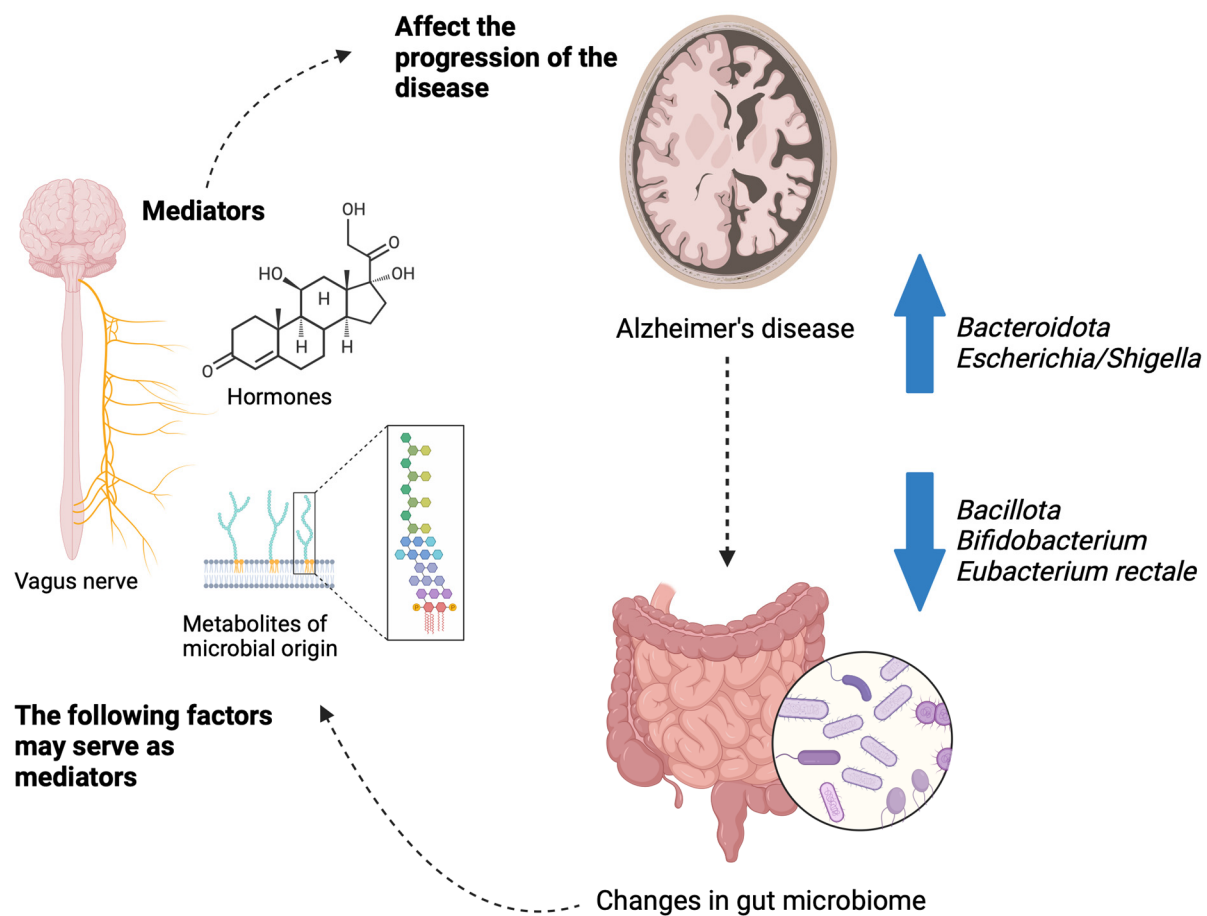 Affect the
progression of the
disease
Mediators
OH
O
HO
OH
H
H
H
O
Hormones
Alzheimer's disease
Bacteroidota
Escherichia/Shigella
Bacillota
Bifidobacterium
Eubacterium rectale
Vagus nerve
P
P
Metabolites of
microbial origin
The following factors
may serve as
mediators
Changes in gut microbiome